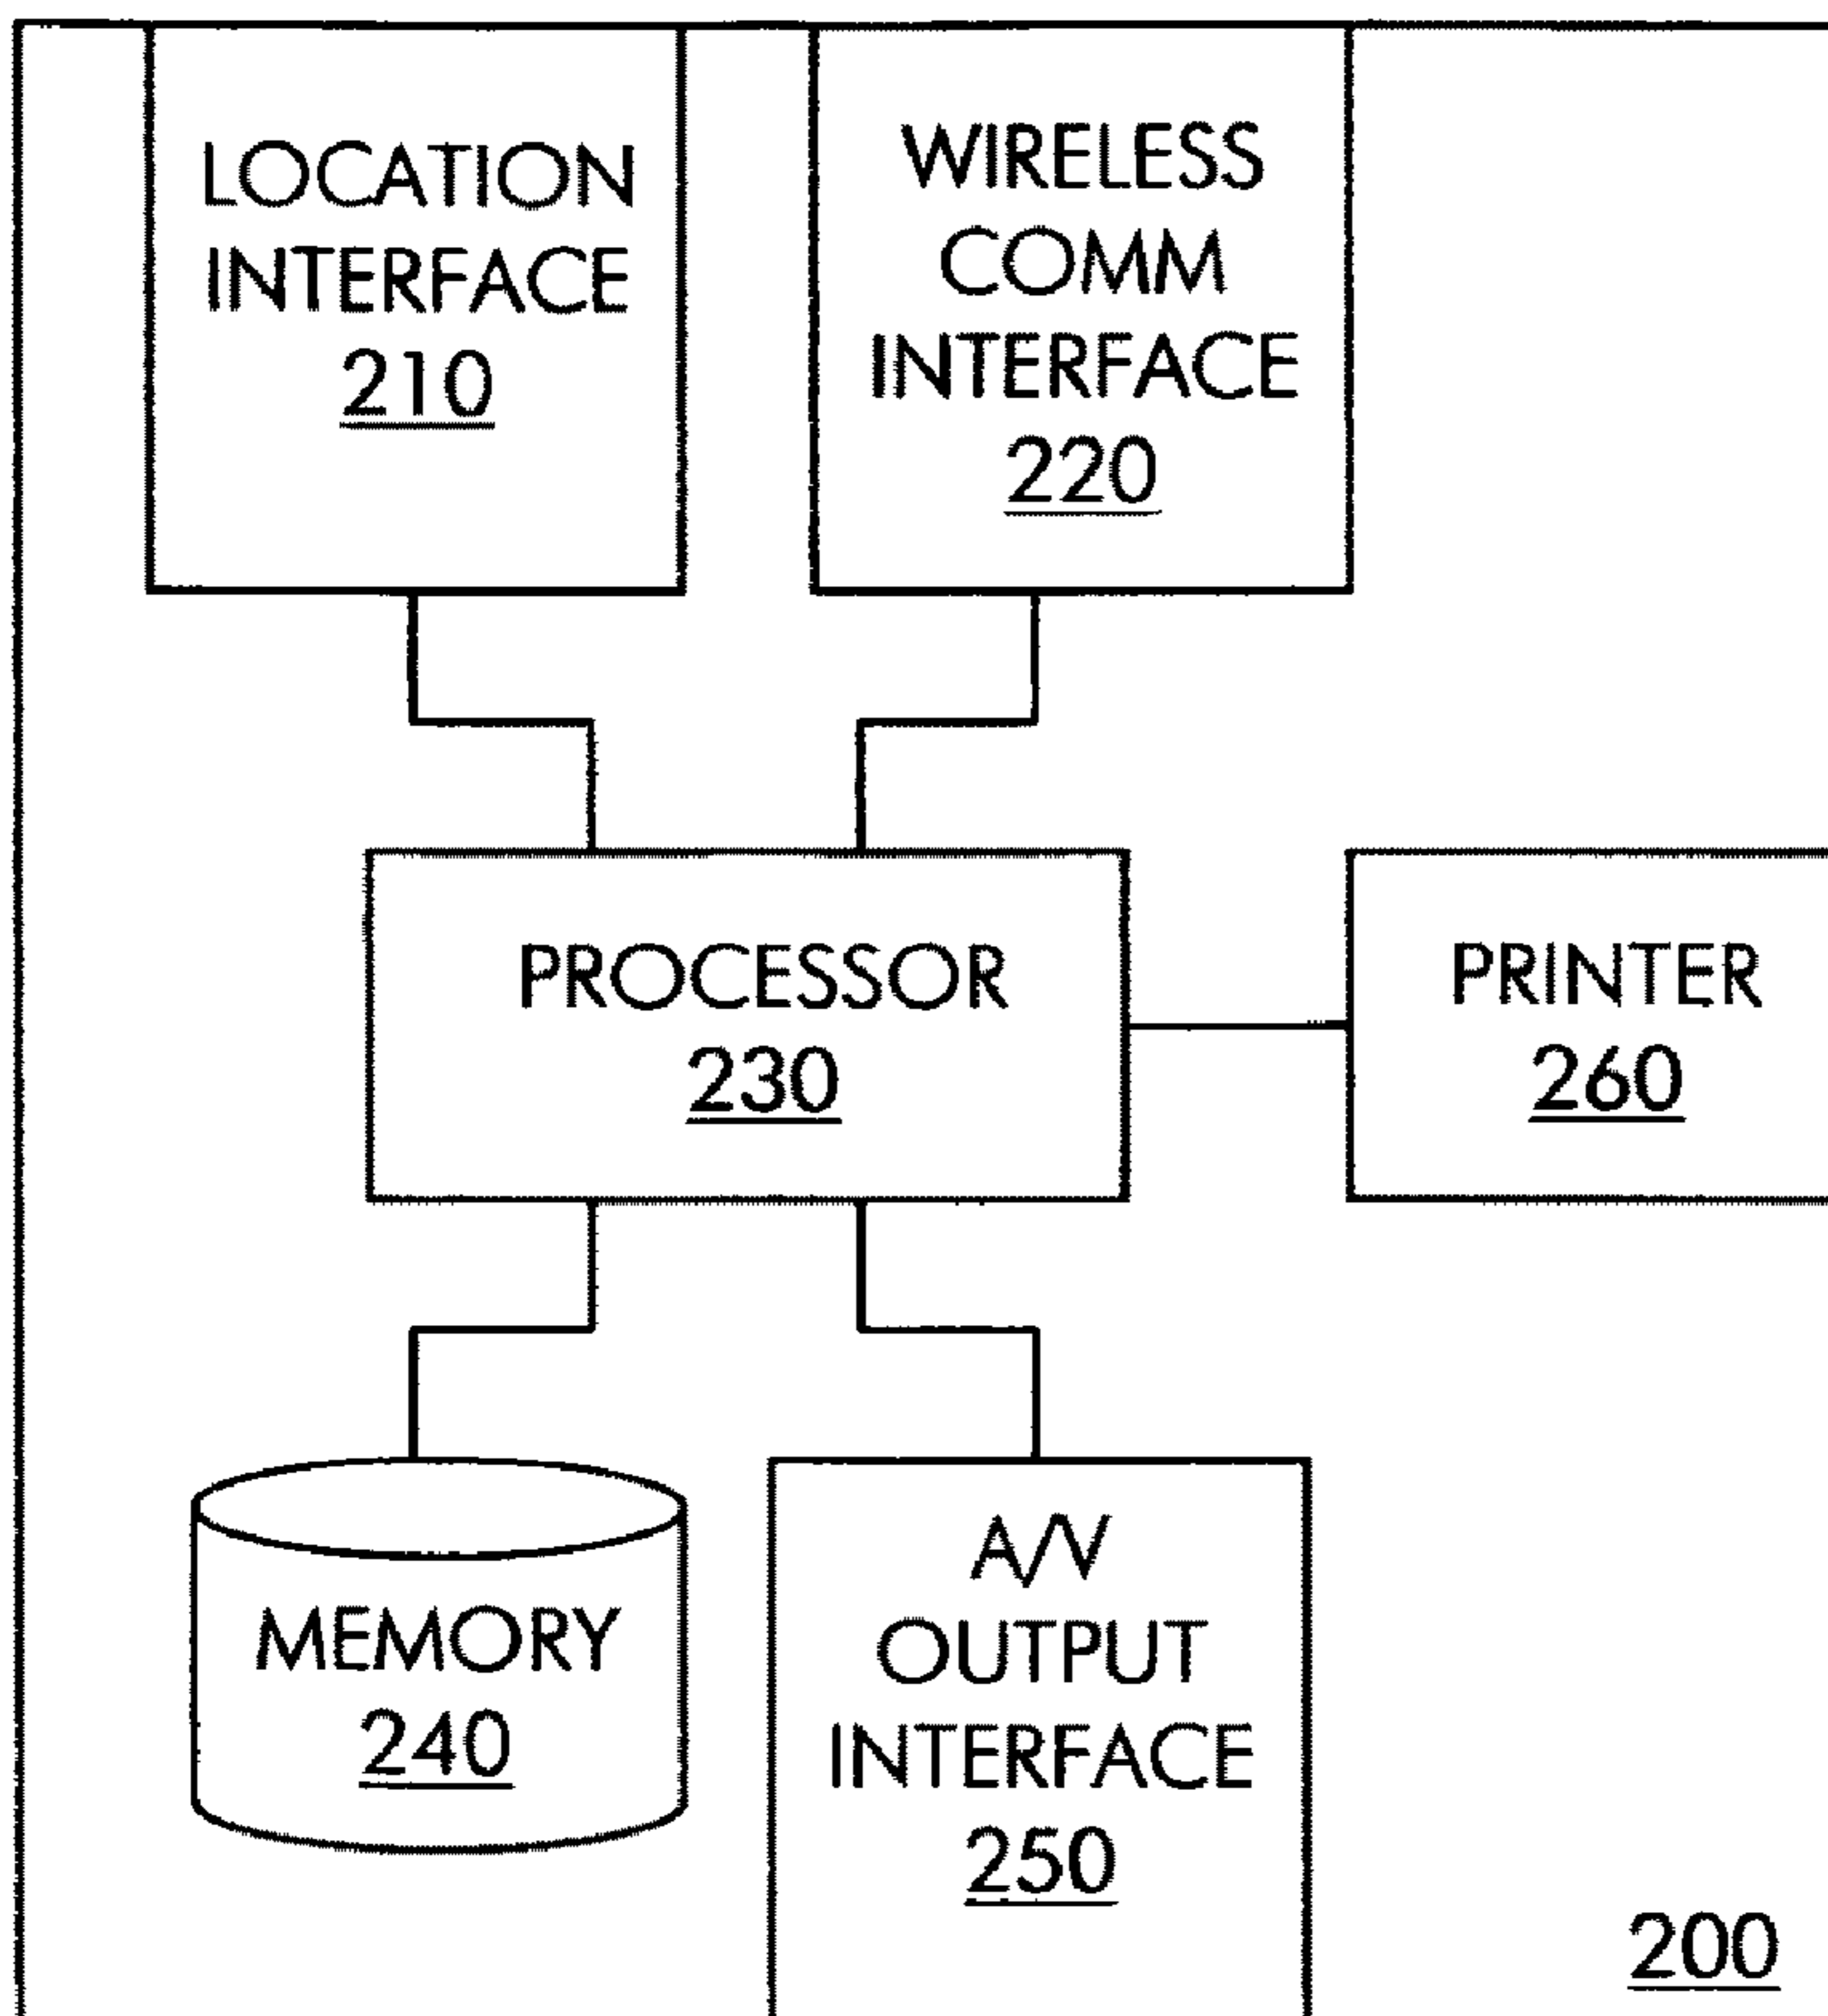 LOCATION
INTERFACE
210
WIRELESS
COMM
INTERFACE
220
PROCESSOR
230
PRINTER
260
MEMORY
240
A/V
OUTPUT
INTERFACE
250
200